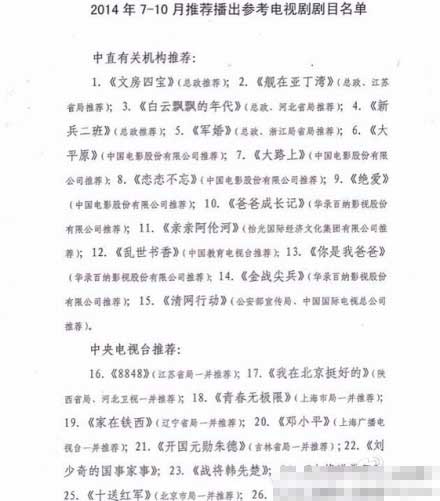 2014 年 7-10 月推荐播出参考电视剧剧目名单
中直有关机构推荐：
1.《文房四宝》（总政推荐）；2.《舰在亚丁湾》（总政、江苏
省局推荐）；3.《白云飘飘的年代》（总政、河北省局推荐）；4.《新
兵二班》（总政推荐）；5.《军婚》（总政、浙江局省局推荐）；6.《大
平原》（中国电影股份有限公司推荐）；7.《大路上》（中国电影股份有
限公司推荐）；8.《恋恋不忘》（中国电影股份有限公司推荐）；9.《绝爱》
（中国电影股份有限公司推荐）；10.《爸爸成长记》（华录百纳影视股份
有限公司推荐）；11.《亲亲阿伦河》（怡光国际经济文化集团有限公司推
荐）；12.《乱世书香》（中国教育电视台推荐）；13.《你是我爸爸》
（华录百纳影视股份有限公司推荐）；14.《金战尖兵》（华录百纳影视股份
有限公司推荐）；15.《清网行动》（公安部宣传局、中国国际电视总公司
推荐）。
中央电视台推荐：
16.《8848》（江苏省局一并推荐）；17.《我在北京挺好的》（陕
西省局、河北卫视一并推荐）；18.《青春无极限》（上海市局一并推荐）；
19.《家在铁西》（辽宁省局一并推荐）；20.《邓小平》（上海广播电
视台一并推荐）；21.《开国元勋朱德》（吉林省局一并推荐）；22.《刘
少奇的国事家事》；23.《战将韩先楚》；
25.《十送红军》（北京市局一并推荐）；26.